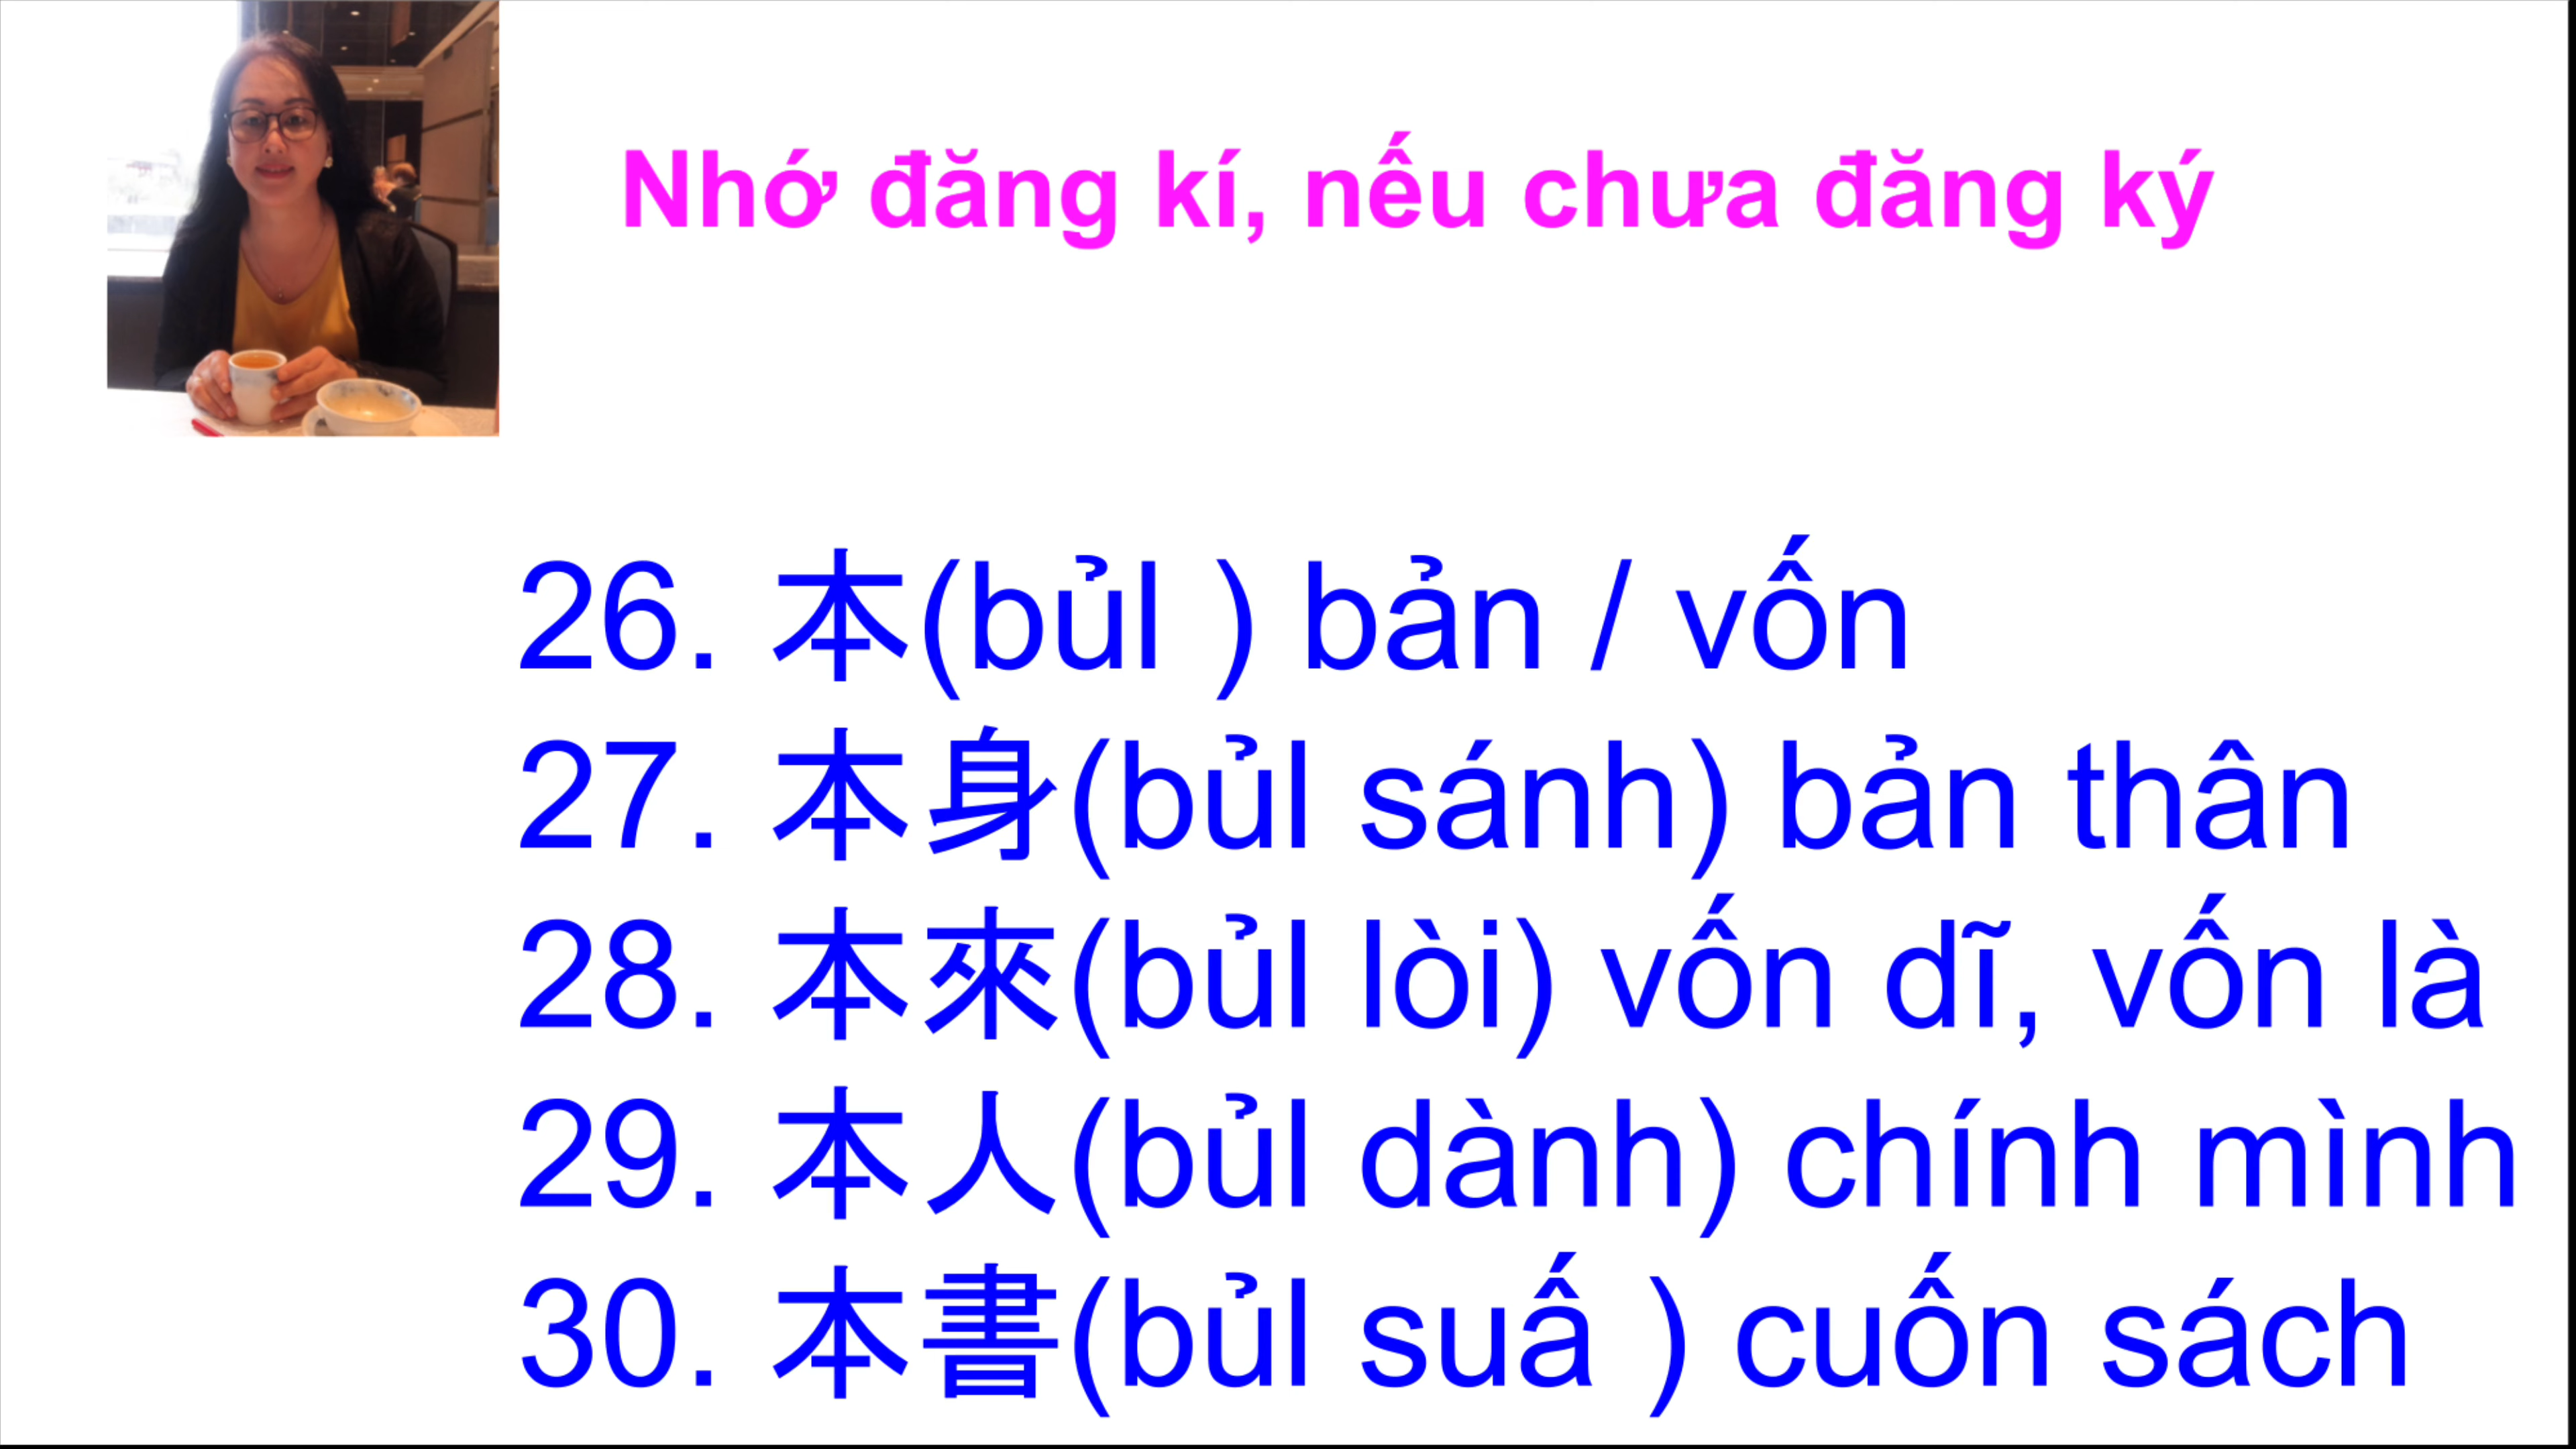 Nhớ đăng kí, nếu chưa đăng ký
26. 本(bủl ) bản / vốn
27. 本身(bủl sánh) bản thân
28. 本來(bủl lòi) vốn dĩ, vốn là
29. 本人(bủl dành) chính mình
30. 本書(bủl suấ ) cuốn sách